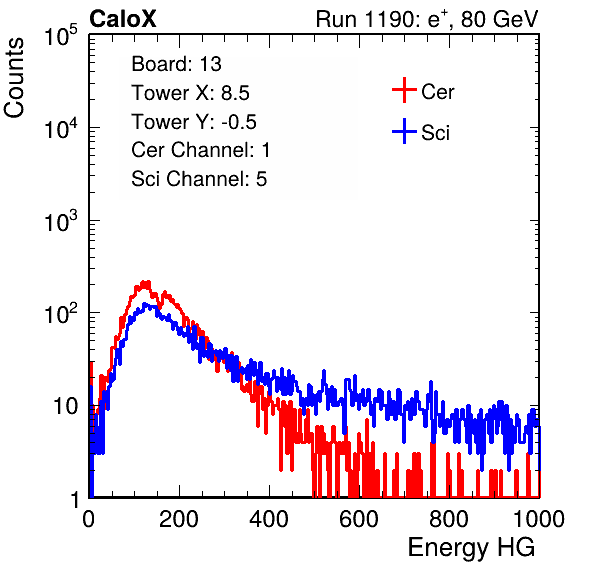 CaloX Run 1190: e⁺, 80 GeV
Counts
10⁵
10⁴
10³
10²
10
1
Board: 13
Tower X: 8.5
Tower Y: -0.5
Cer Channel: 1
Sci Channel: 5
Cer
Sci
0 200 400 600 800 1000
Energy HG